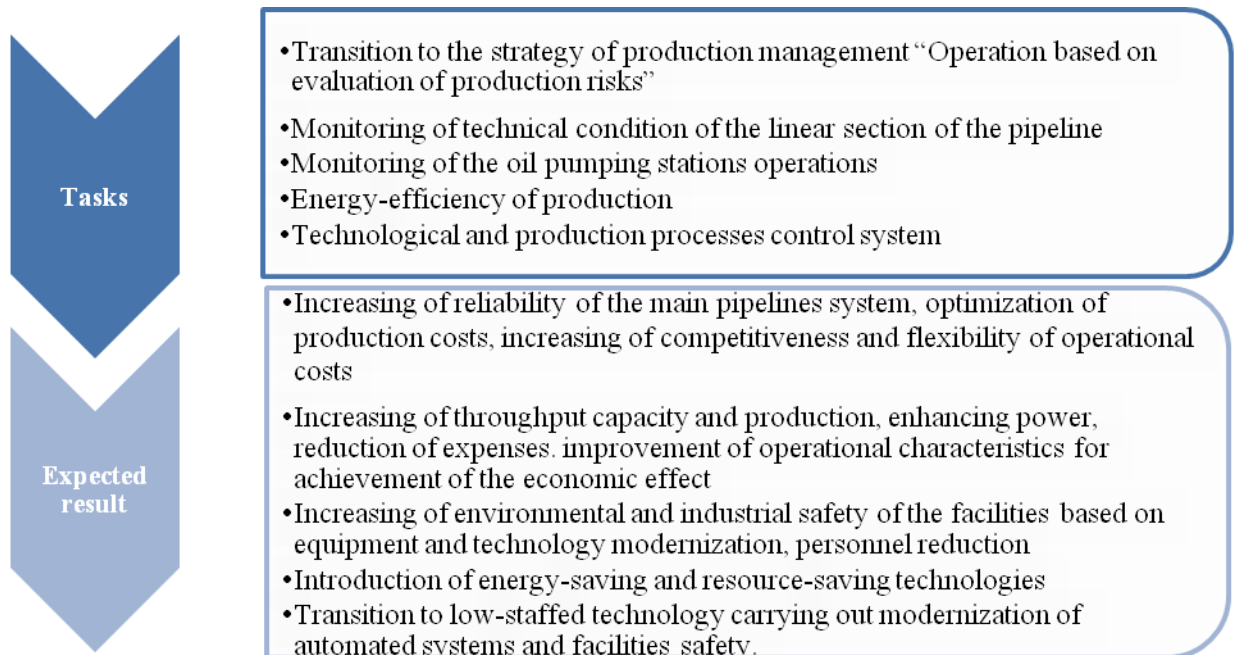 Tasks
•Transition to the strategy of production management “Operation based on
evaluation of production risks”
•Monitoring of technical condition of the linear section of the pipeline
•Monitoring of the oil pumping stations operations
•Energy-efficiency of production
•Technological and production processes control system
Expected
result
•Increasing of reliability of the main pipelines system, optimization of
production costs, increasing of competitiveness and flexibility of operational
costs
•Increasing of throughput capacity and production, enhancing power,
reduction of expenses. improvement of operational characteristics for
achievement of the economic effect
•Increasing of environmental and industrial safety of the facilities based on
equipment and technology modernization, personnel reduction
•Introduction of energy-saving and resource-saving technologies
•Transition to low-staffed technology carrying out modernization of
automated systems and facilities safety.